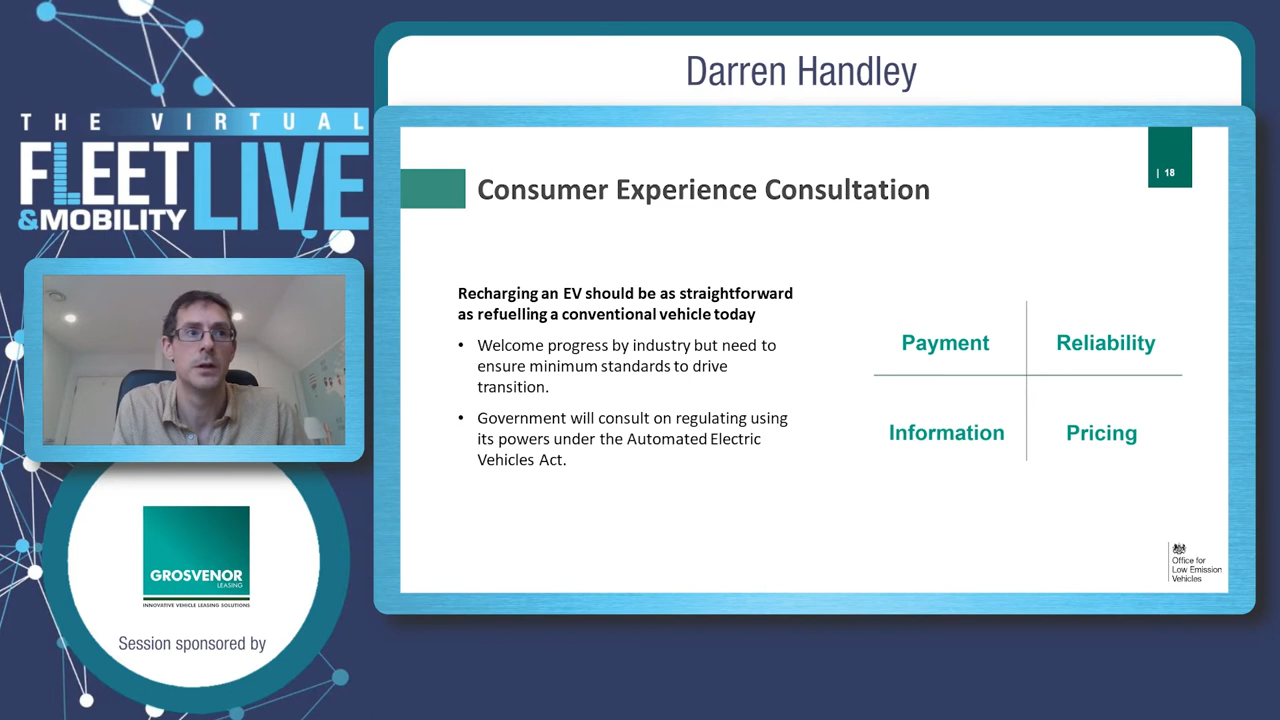 THE VIRTUAL
FLEET
&MOBILITY
LIVE
Darren Handley
| 18
Consumer Experience Consultation
Recharging an EV should be as straightforward
as refuelling a conventional vehicle today
• Welcome progress by industry but need to
ensure minimum standards to drive
transition.
• Government will consult on regulating using
its powers under the Automated Electric
Vehicles Act.
Payment
Reliability
Information
Pricing
Office for
Low Emission
Vehicles
GROSVENOR
LEASING
INNOVATIVE VEHICLE LEASING SOLUTIONS
Session sponsored by